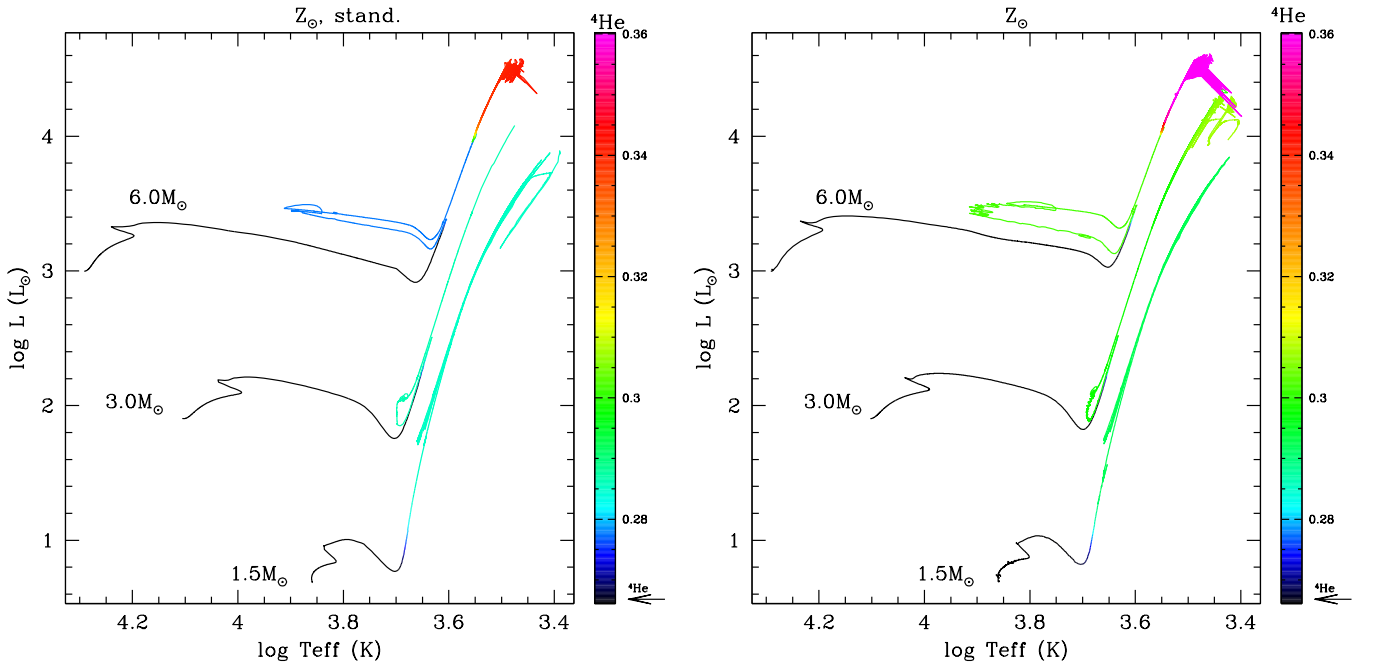 Z☉, stand.
⁴He
0.36
0.34
0.32
0.3
0.28
⁴He
4
3
2
1
log L (L☉)
6.0M☉
3.0M☉
1.5M☉
4.2
4
3.8
3.6
3.4
log Teff (K)
Z☉
⁴He
0.36
0.34
0.32
0.3
0.28
⁴He
4
3
2
1
log L (L☉)
6.0M☉
3.0M☉
1.5M☉
4.2
4
3.8
3.6
3.4
log Teff (K)